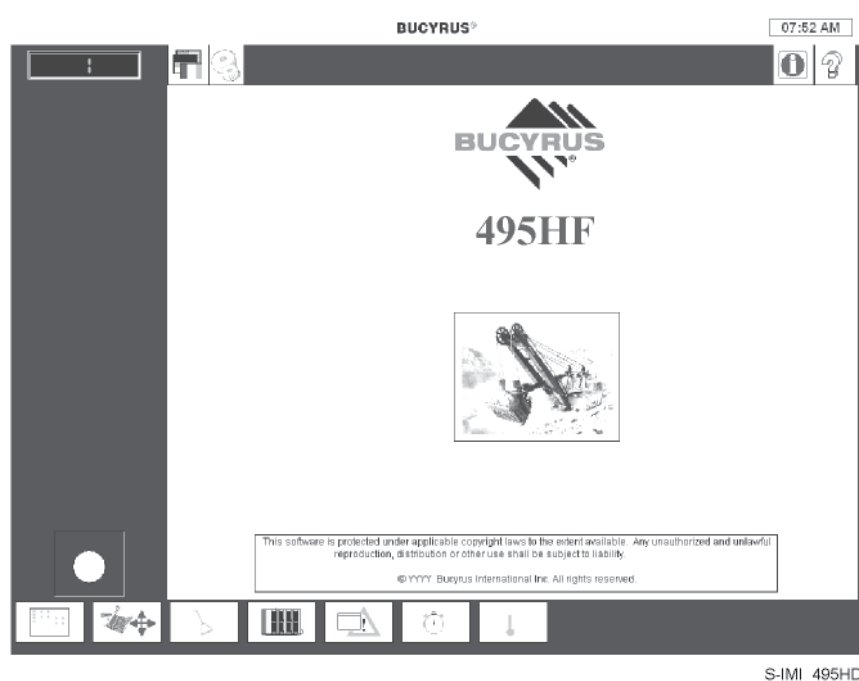 BUCYRUS®
07:52 AM
BUCYRUS®
495HF
This software is protected under applicable copyright laws to the extent available. Any unauthorized and unlawful
reproduction, distribution or other use shall be subject to liability.
© YYYY Bucyrus International Inc. All rights reserved.
S-IMI 495HD